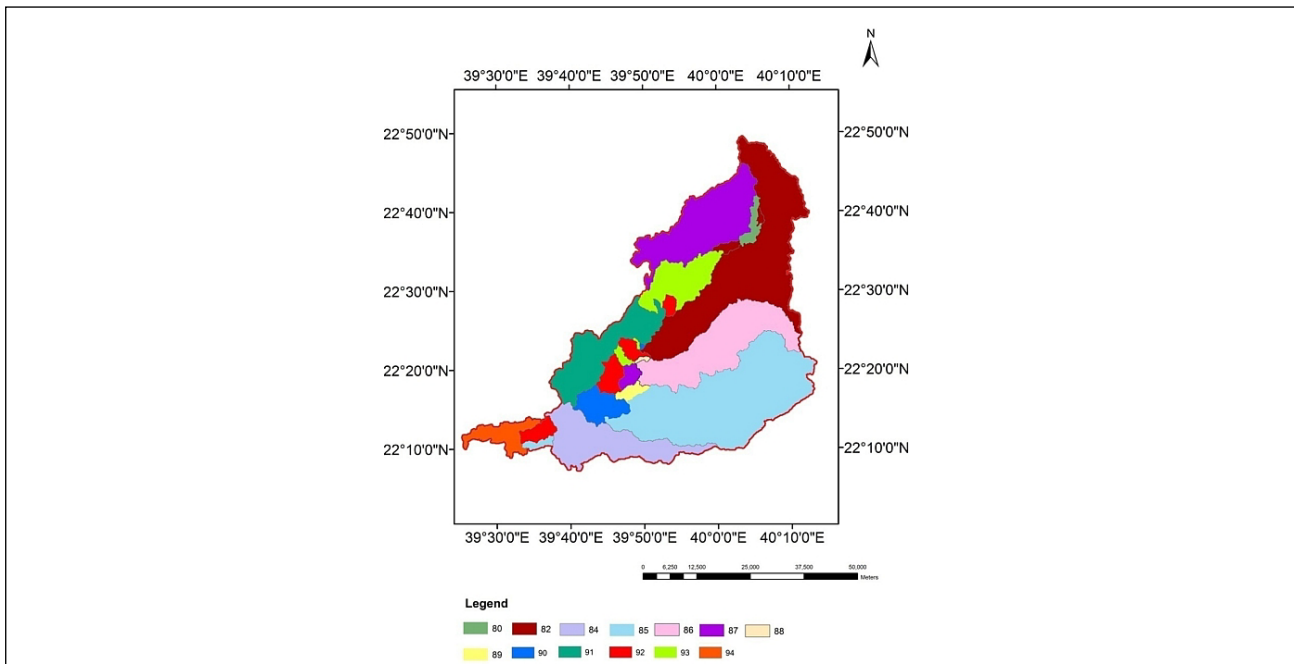 N
39°30'0"E 39°40'0"E 39°50'0"E 40°0'0"E 40°10'0"E
22°50'0"N 22°50'0"N
22°40'0"N 22°40'0"N
22°30'0"N 22°30'0"N
22°20'0"N 22°20'0"N
22°10'0"N 22°10'0"N
39°30'0"E 39°40'0"E 39°50'0"E 40°0'0"E 40°10'0"E
0 6,250 12,500 25,000 37,500 50,000
Meters
Legend
80 82 84 85 86 87 88
89 90 91 92 93 94